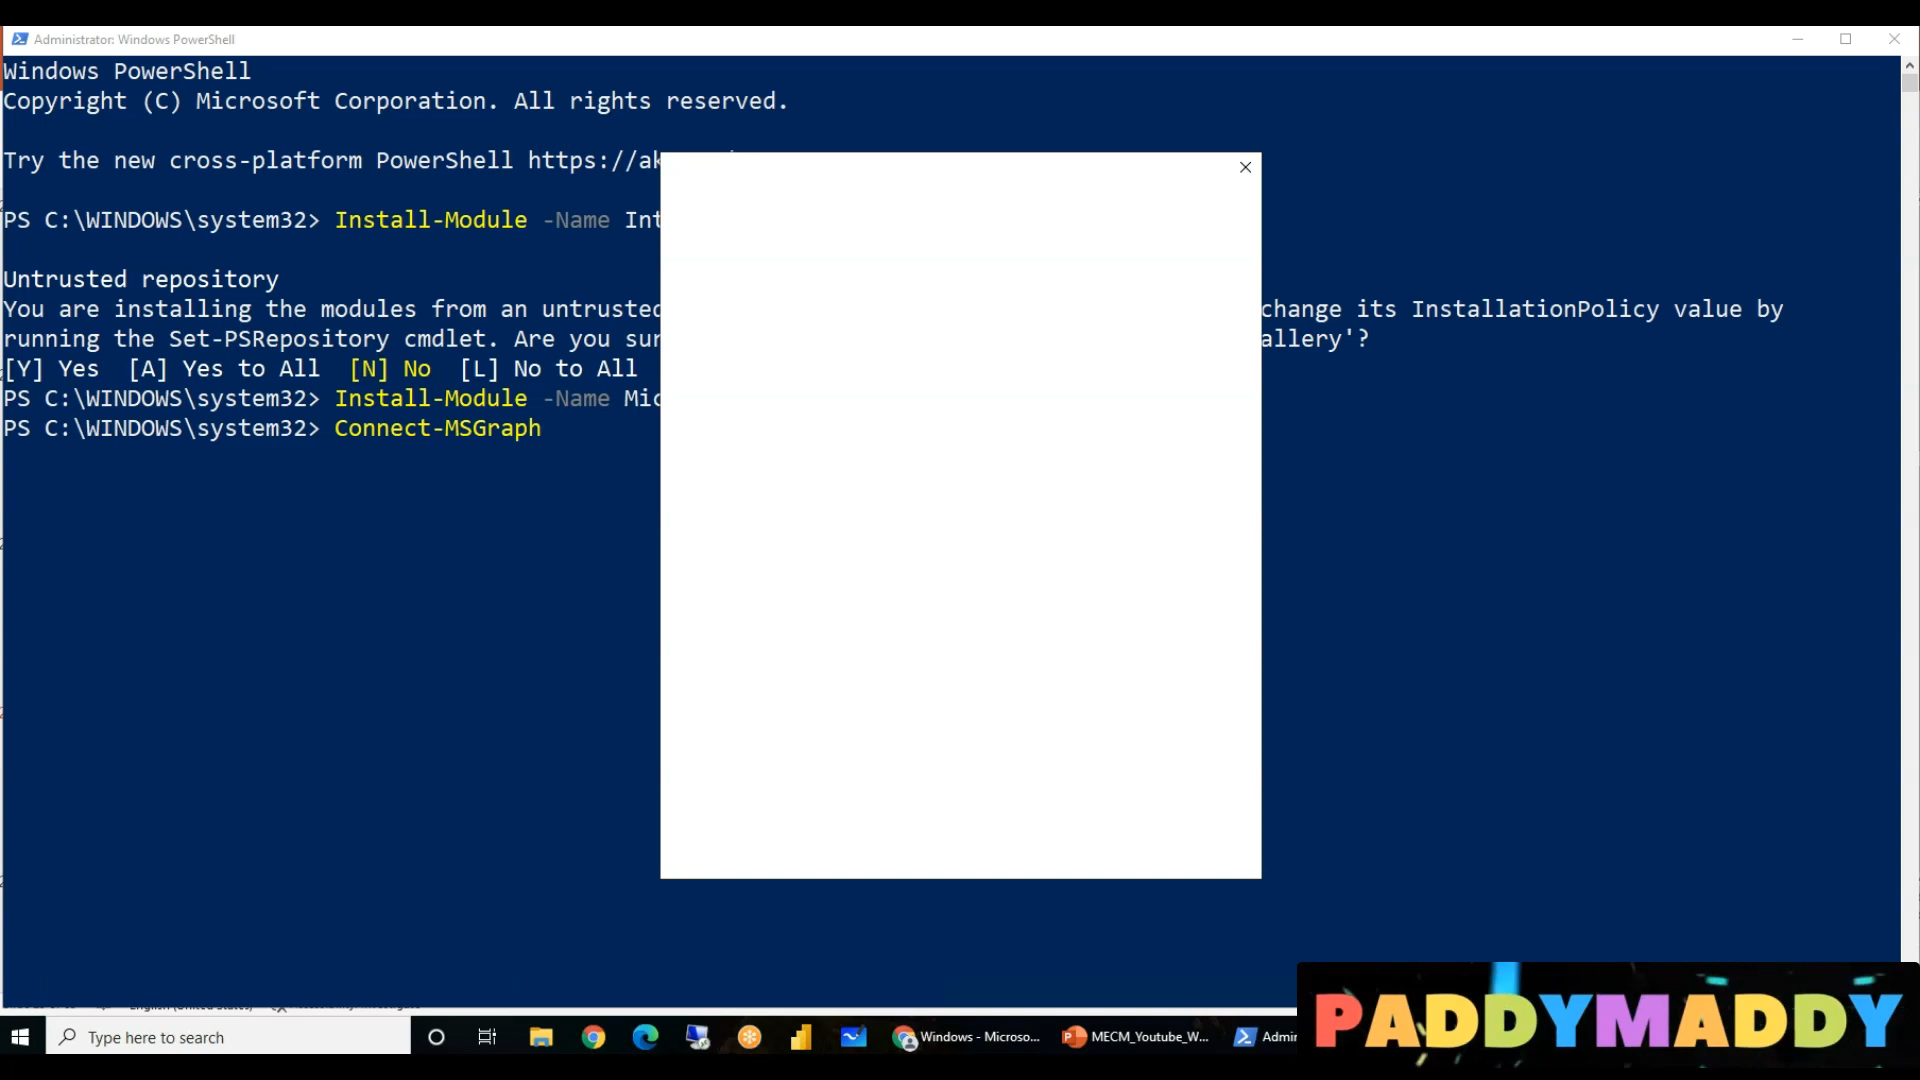 Administrator: Windows PowerShell
Windows PowerShell
Copyright (C) Microsoft Corporation. All rights reserved.
Try the new cross-platform PowerShell https://ak
PS C:\WINDOWS\system32> Install-Module -Name Int
Untrusted repository
You are installing the modules from an untrusted change its InstallationPolicy value by
running the Set-PSRepository cmdlet. Are you sur allery'?
[Y] Yes [A] Yes to All [N] No [L] No to All
PS C:\WINDOWS\system32> Install-Module -Name Mic
PS C:\WINDOWS\system32> Connect-MSGraph
Type here to search
Windows - Microso...
MECM_Youtube_W...
Admin
PADDYMADDY